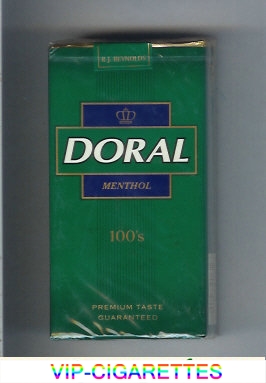 R.J. REYNOLDS
DORAL
MENTHOL
100's
PREMIUM TASTE
GUARANTEED
VIP-CIGARETTES